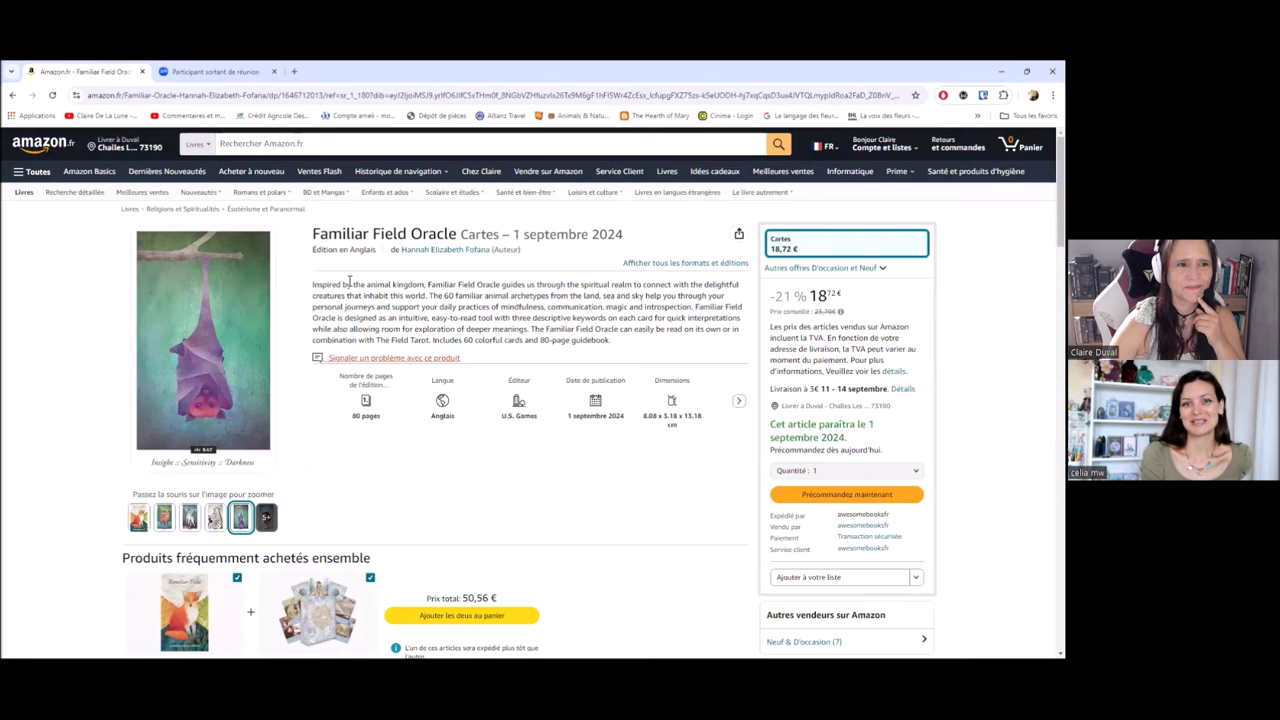 Amazon.fr - Familiar Field Orac
Participant sortant de réunion
Applications
Claire De La Lune -
Commentaires et m...
Crédit Agricole Des...
Compte ameli - mo...
Dépôt de pièces
Allianz Travel
Animals & Natu...
The Hearth of Mary
Cinma - Login
Le langage des fleur...
La voix des fleurs -...
Tous les favoris
amazon.fr
Livrer à Duval
Challes L... 73190
Livres
Rechercher Amazon.fr
FR
Bonjour Claire
Compte et listes
Retours
et commandes
0
Panier
Toutes
Amazon Basics
Dernières Nouveautés
Acheter à nouveau
Ventes Flash
Historique de navigation
Chez Claire
Vendre sur Amazon
Service Client
Livres
Idées cadeaux
Meilleures ventes
Informatique
Prime
Santé et produits d'hygiène
Livres
Recherche détaillée
Meilleures ventes
Nouveautés
Romans et polars
BD et Mangas
Enfants et ados
Scolaire et études
Santé et bien-être
Loisirs et culture
Livres en langues étrangères
Le livre autrement
Livres › Religions et Spiritualités › Ésotérisme et Paranormal
the BAT
Insight :: Sensitivity :: Darkness
Passez la souris sur l'image pour zoomer
5+
Familiar Field Oracle Cartes – 1 septembre 2024
Édition en Anglais
de Hannah Elizabeth Fofana (Auteur)
Afficher tous les formats et éditions
Inspired by the animal kingdom, Familiar Field Oracle guides us through the spiritual realm to connect with the delightful
creatures that inhabit this world. The 60 familiar animal archetypes from the land, sea and sky help you through your
personal journeys and support your daily practices of mindfulness, communication, magic and introspection. Familiar Field
Oracle is designed as an intuitive, easy-to-read tool with three descriptive keywords on each card for quick interpretations
while also allowing room for exploration of deeper meanings. The Familiar Field Oracle can easily be read on its own or in
combination with The Field Tarot. Includes 60 colorful cards and 80-page guidebook.
Signaler un problème avec ce produit
Nombre de pages
de l'édition...
80 pages
Langue
Anglais
Éditeur
U.S. Games
Date de publication
1 septembre 2024
Dimensions
8.08 x 3.18 x 13.18
cm
Cartes
18,72 €
Autres offres D'occasion et Neuf
-21 % 18,72 €
Prix conseillé : 23,70€
Les prix des articles vendus sur Amazon
incluent la TVA. En fonction de votre
adresse de livraison, la TVA peut varier au
moment du paiement. Pour plus
d'informations, Veuillez voir les détails.
Livraison à 3€ 11 - 14 septembre. Détails
Livrer à Duval - Challes Les ... 73190
Cet article paraîtra le 1
septembre 2024.
Précommandez dès aujourd'hui.
Quantité : 1
Précommandez maintenant
Expédié par awesomebooksfr
Vendu par awesomebooksfr
Paiement Transaction sécurisée
Service client awesomebooksfr
Ajouter à votre liste
Autres vendeurs sur Amazon
Neuf & D'occasion (7)
Produits fréquemment achetés ensemble
Familiar Field
+
Prix total: 50,56 €
Ajouter les deux au panier
L'un de ces articles sera expédié plus tôt que
l'autre.
Claire Duval
celia mw